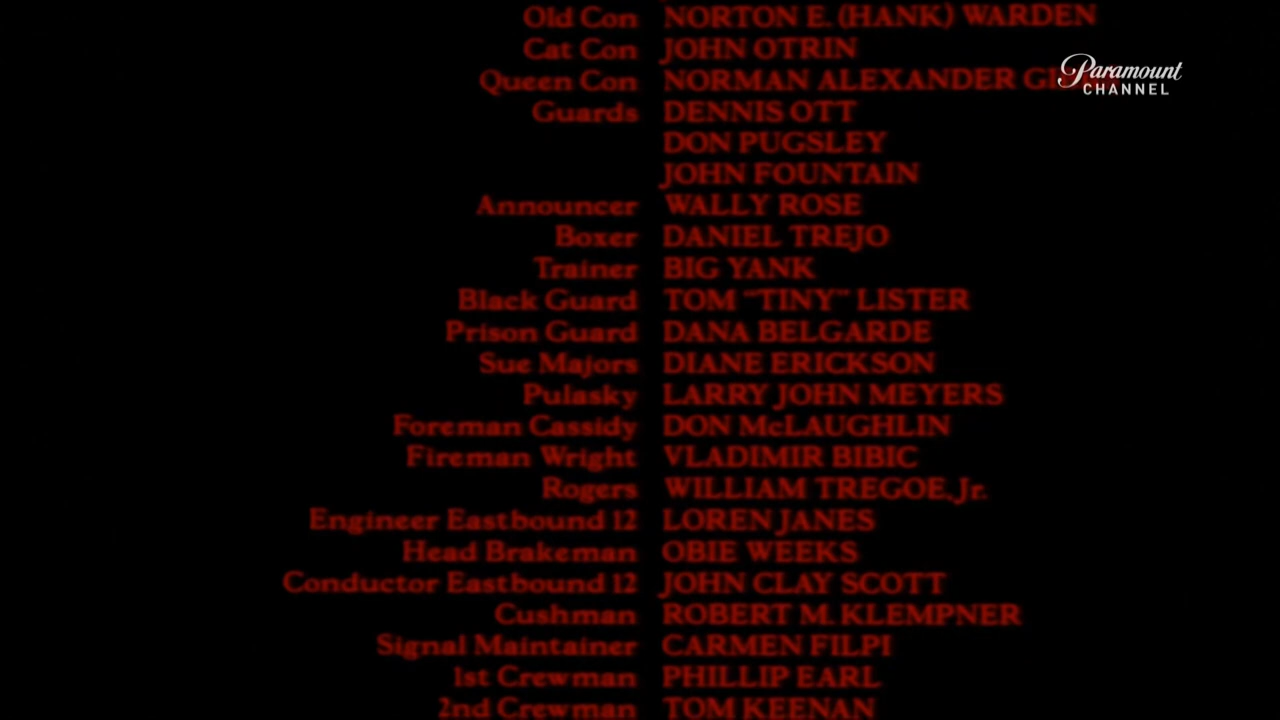 Old Con NORTON E. (HANK) WARDEN
Cat Con JOHN OTRIN
Paramount
CHANNEL
Queen Con NORMAN ALEXANDER
Guards DENNIS OTT
DON PUGSLEY
JOHN FOUNTAIN
Announcer WALLY ROSE
Boxer DANIEL TREJO
Trainer BIG YANK
Black Guard TOM "TINY" LISTER
Prison Guard DANA BELGARDE
Sue Majors DIANE ERICKSON
Pulasky LARRY JOHN MEYERS
Foreman Cassidy DON McLAUGHLIN
Fireman Wright VLADIMIR BIBIC
Rogers WILLIAM TREGOE, Jr.
Engineer Eastbound 12 LOREN JANES
Head Brakeman OBIE WEEKS
Conductor Eastbound 12 JOHN CLAY SCOTT
Cushman ROBERT M. KLEMPNER
Signal Maintainer CARMEN FILPI
1st Crewman PHILLIP EARL
2nd Crewman TOM KEENAN